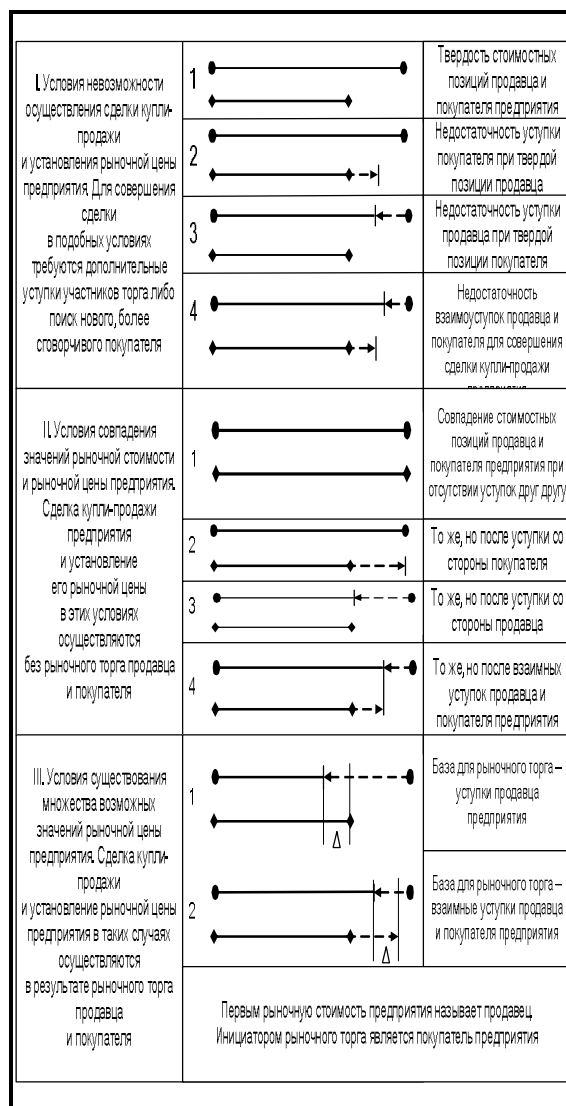 I. Условия невозможности
осуществления сделки купли-
продажи
и установления рыночной цены
предприятия. Для совершения
сделки
в подобных условиях
требуются дополнительные
уступки участников торга либо
поиск нового, более
сговорчивого покупателя
1
Твердость стоимостных
позиций продавца и
покупателя предприятия
2
Недостаточность уступки
покупателя при твердой
позиции продавца
3
Недостаточность уступки
продавца при твердой
позиции покупателя
4
Недостаточность
взаимоуступок продавца и
покупателя для совершения
сделки купли-продажи
предприятия
II. Условия совпадения
значений рыночной стоимости
и рыночной цены предприятия.
Сделка купли-продажи
предприятия
и установление
его рыночной цены
в этих условиях
осуществляются
без рыночного торга продавца
и покупателя
1
Совпадение стоимостных
позиций продавца и
покупателя предприятия при
отсутствии уступок друг другу
2
То же, но после уступки со
стороны покупателя
3
То же, но после уступки со
стороны продавца
4
То же, но после взаимных
уступок продавца и
покупателя предприятия
III. Условия существования
множества возможных
значений рыночной цены
предприятия. Сделка купли-
продажи
и установление рыночной цены
предприятия в таких случаях
осуществляются
в результате рыночного торга
продавца
и покупателя
1
Δ
База для рыночного торга –
уступки продавца
предприятия
2
Δ
База для рыночного торга –
взаимные уступки продавца
и покупателя предприятия
Первым рыночную стоимость предприятия называет продавец.
Инициатором рыночного торга является покупатель предприятия